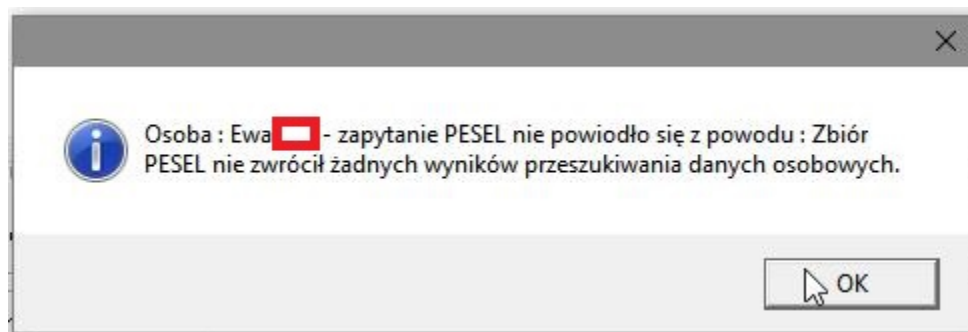 Osoba : Ewa - zapytanie PESEL nie powiodło się z powodu : Zbiór
PESEL nie zwrócił żadnych wyników przeszukiwania danych osobowych.
OK